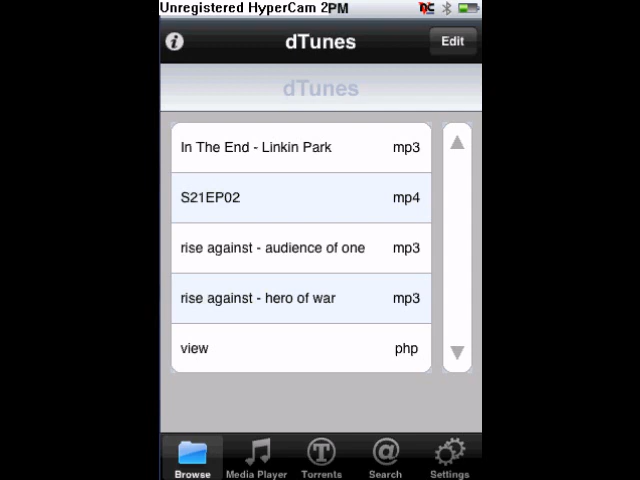 Unregistered HyperCam 2PM
dTunes
Edit
dTunes
In The End - Linkin Park mp3
S21EP02 mp4
rise against - audience of one mp3
rise against - hero of war mp3
view php
Browse Media Player Torrents Search Settings